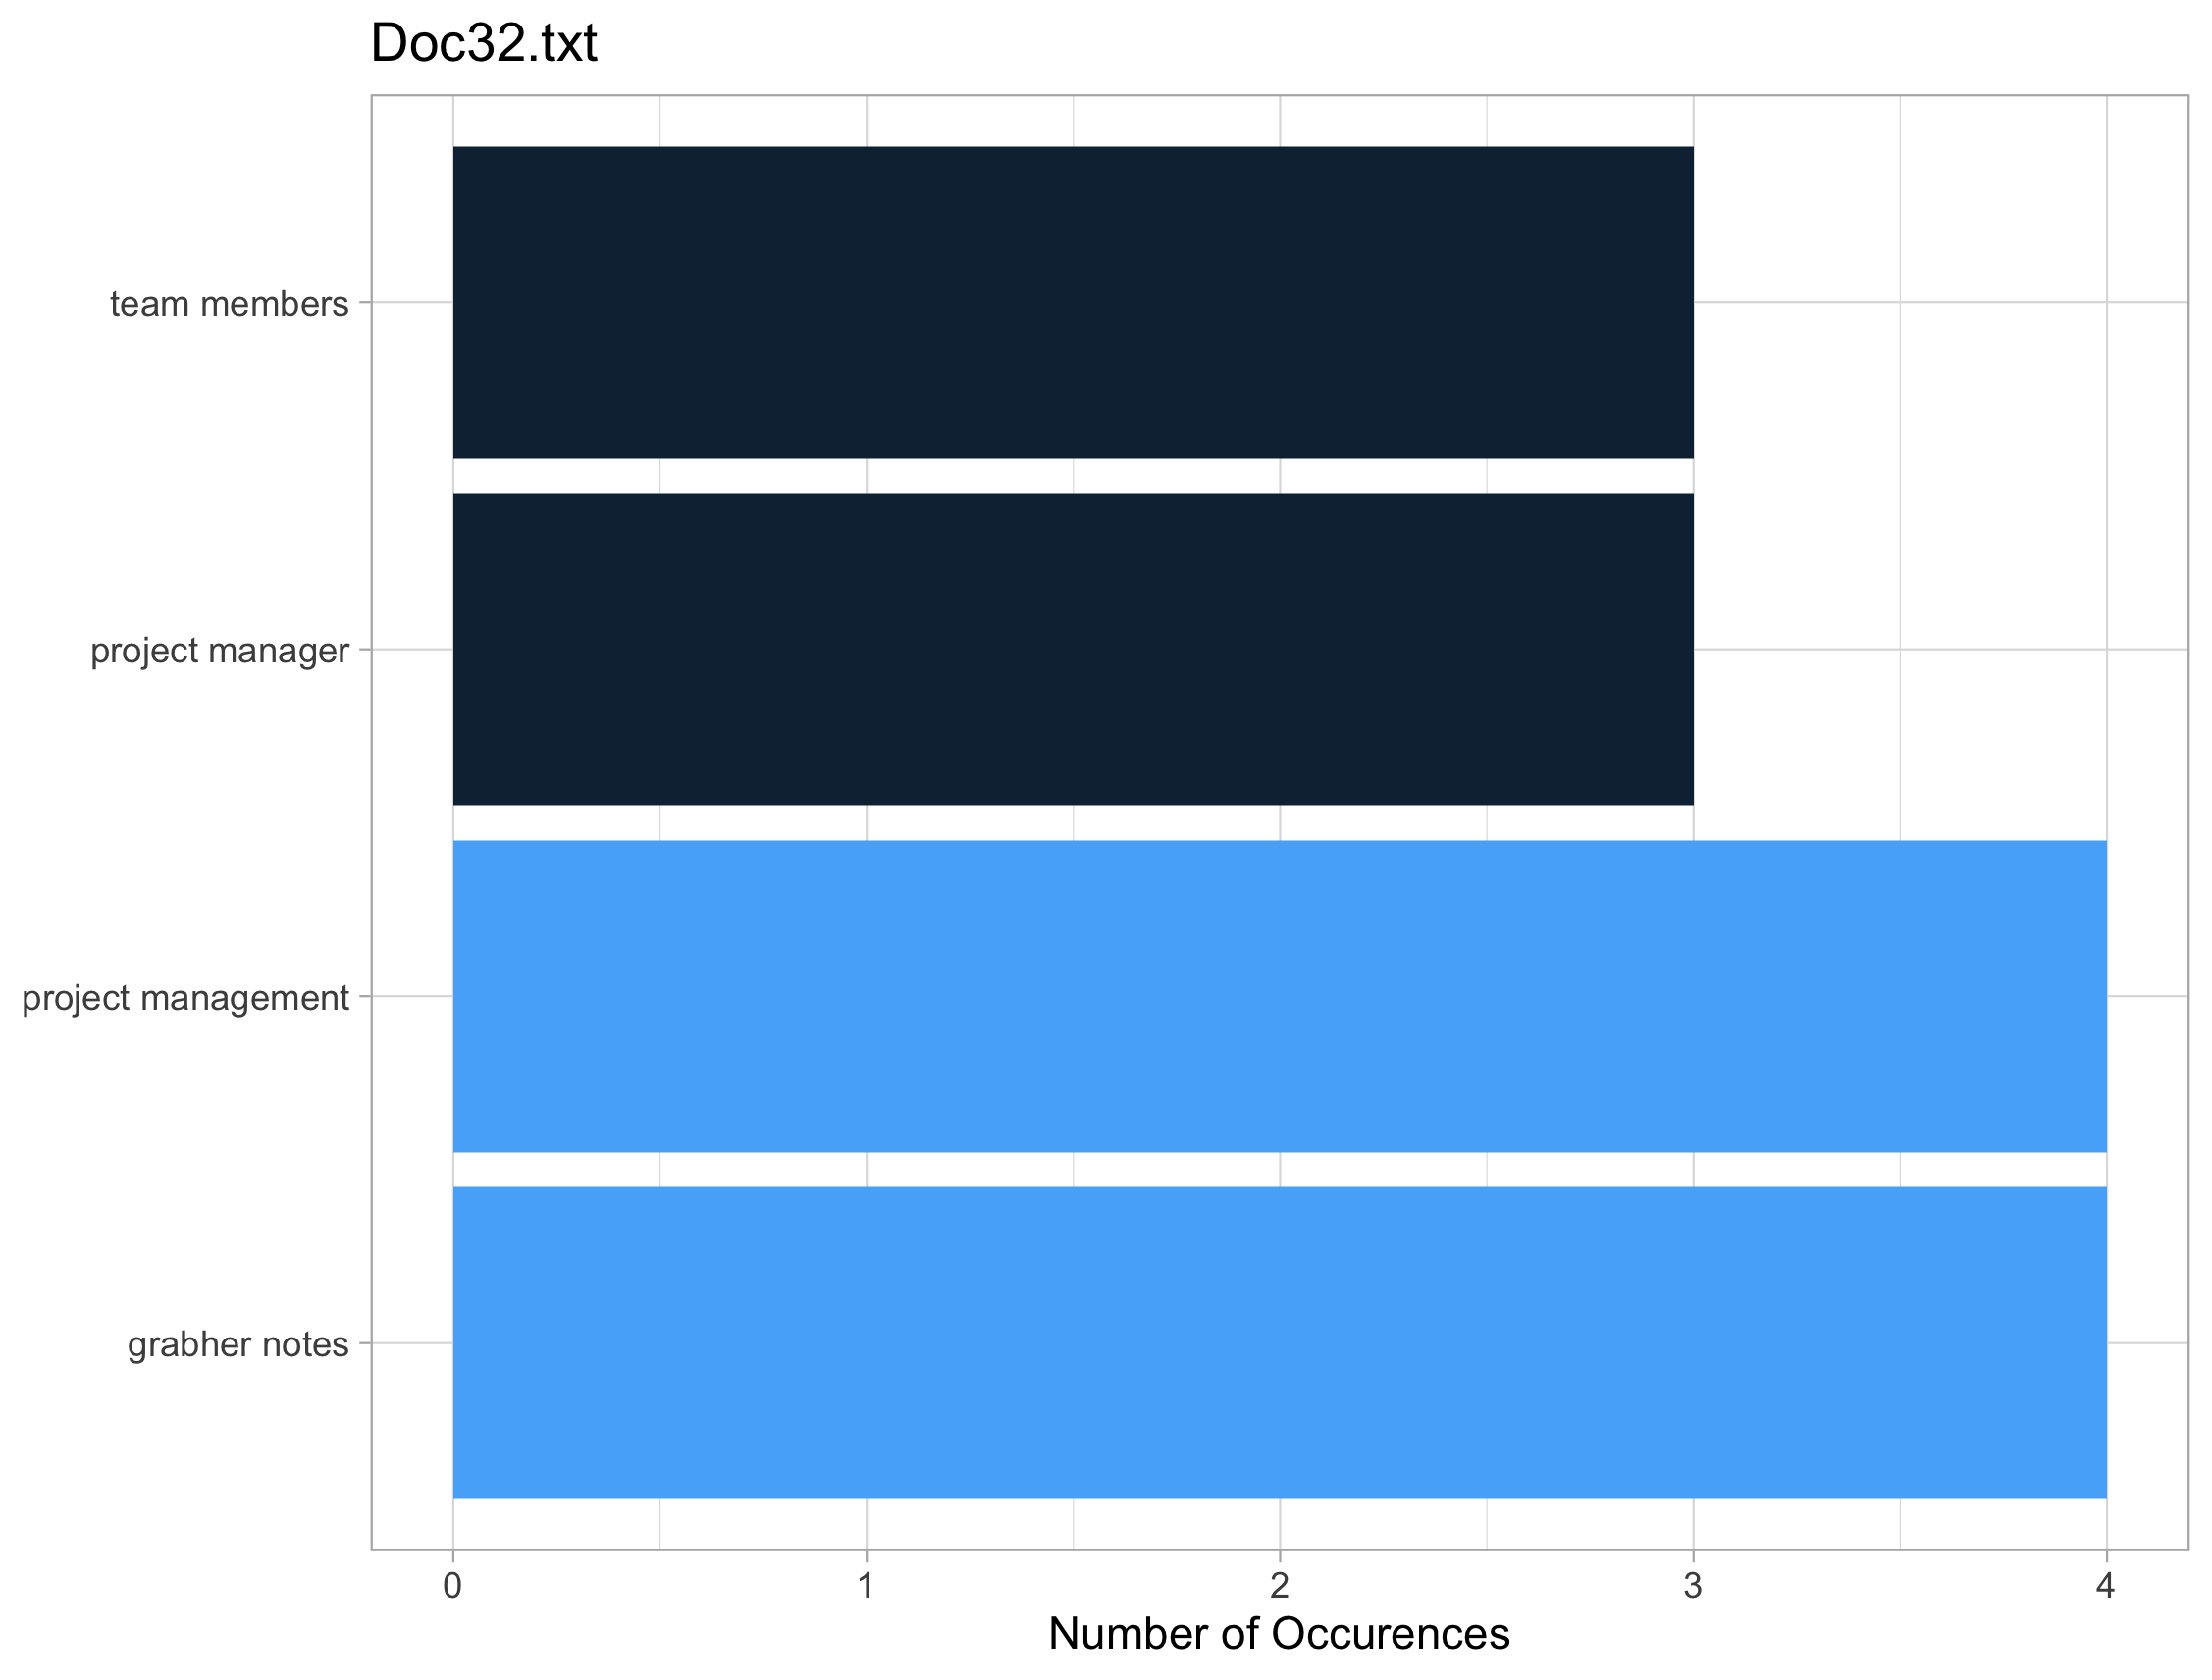 Doc32.txt
team members
project manager
project management
grabher notes
0 1 2 3 4
Number of Occurences